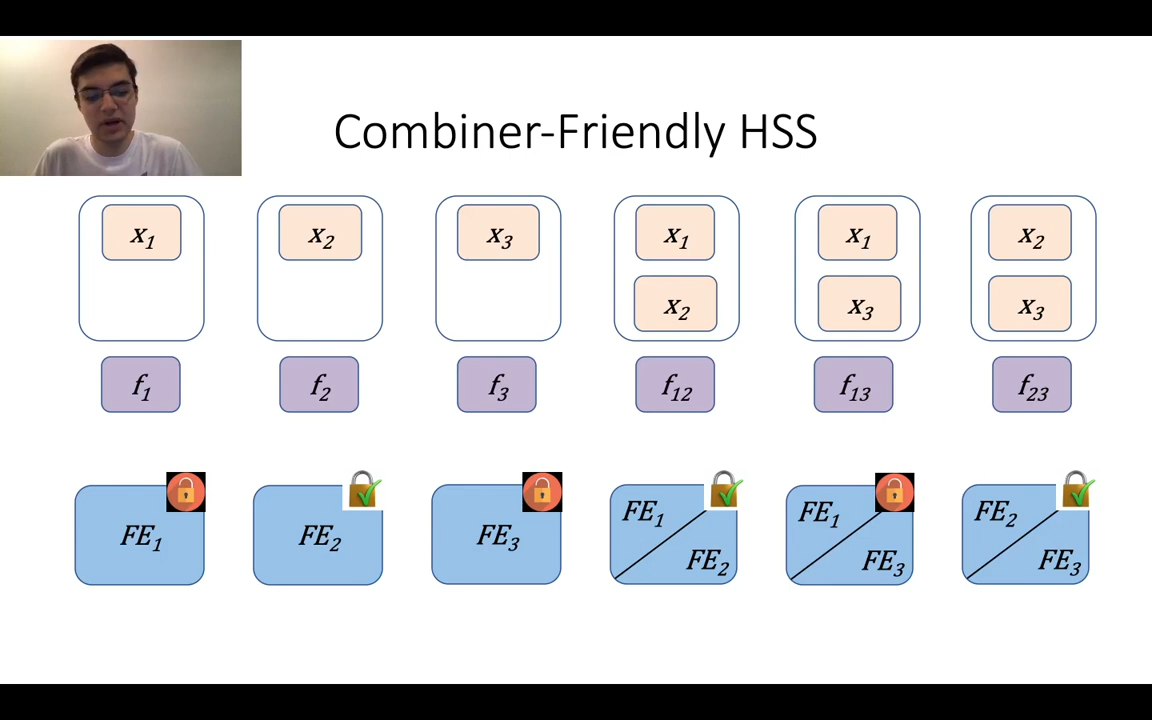 Combiner-Friendly HSS
x₁ x₂ x₃ x₁ x₁ x₂
x₂ x₃ x₃
f₁ f₂ f₃ f₁₂ f₁₃ f₂₃
FE₁ FE₂ FE₃ FE₁ FE₂ FE₁ FE₃ FE₂ FE₃